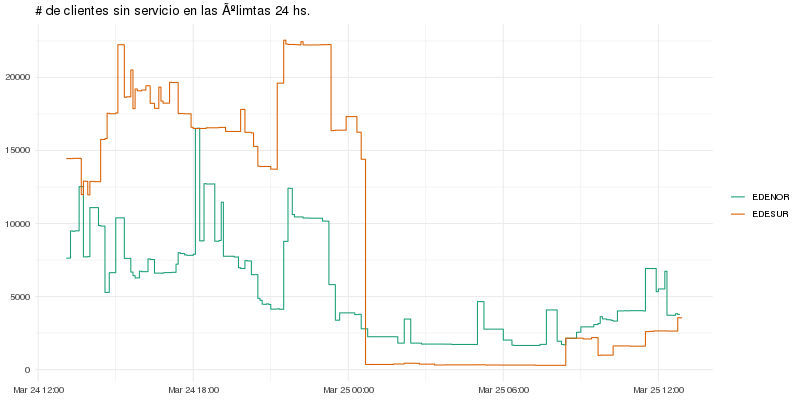 # de clientes sin servicio en las Ãºlimtas 24 hs.
20000
15000
10000
5000
0
Mar 24 12:00
Mar 24 18:00
Mar 25 00:00
Mar 25 06:00
Mar 25 12:00
EDENOR
EDESUR